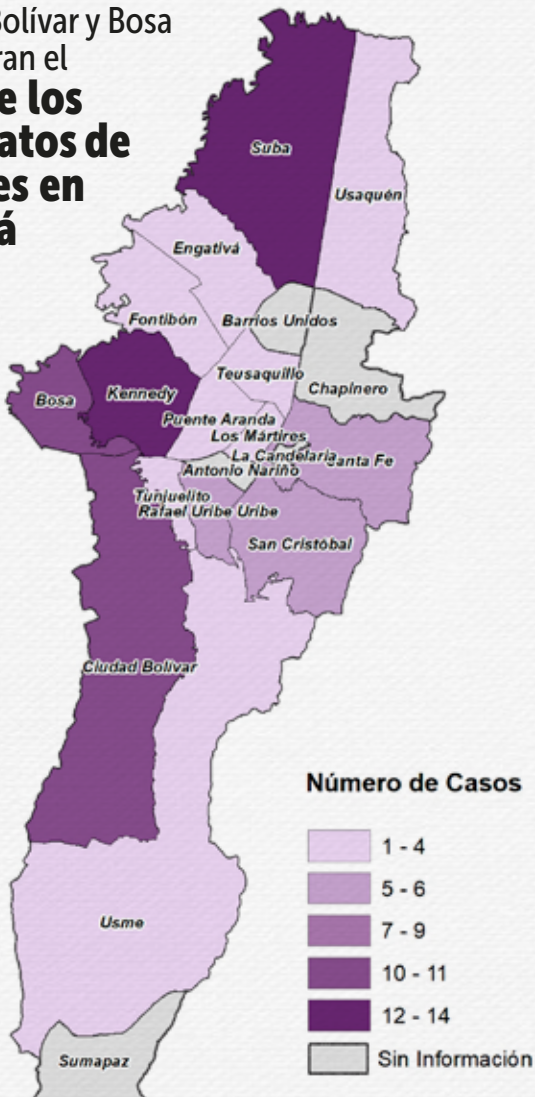 Bolívar y Bosa
ran el
e los
atos de
es en
á
Suba
Usaquén
Engativá
Fontibón
Barrios Unidos
Teusaquillo
Chapinero
Bosa
Kennedy
Puente Aranda
Los Mártires
La Candelaria
Santa Fe
Antonio Nariño
Tunjuelito
Rafael Uribe Uribe
San Cristóbal
Ciudad Bolívar
Usme
Sumapaz
Número de Casos
1 - 4
5 - 6
7 - 9
10 - 11
12 - 14
Sin Información